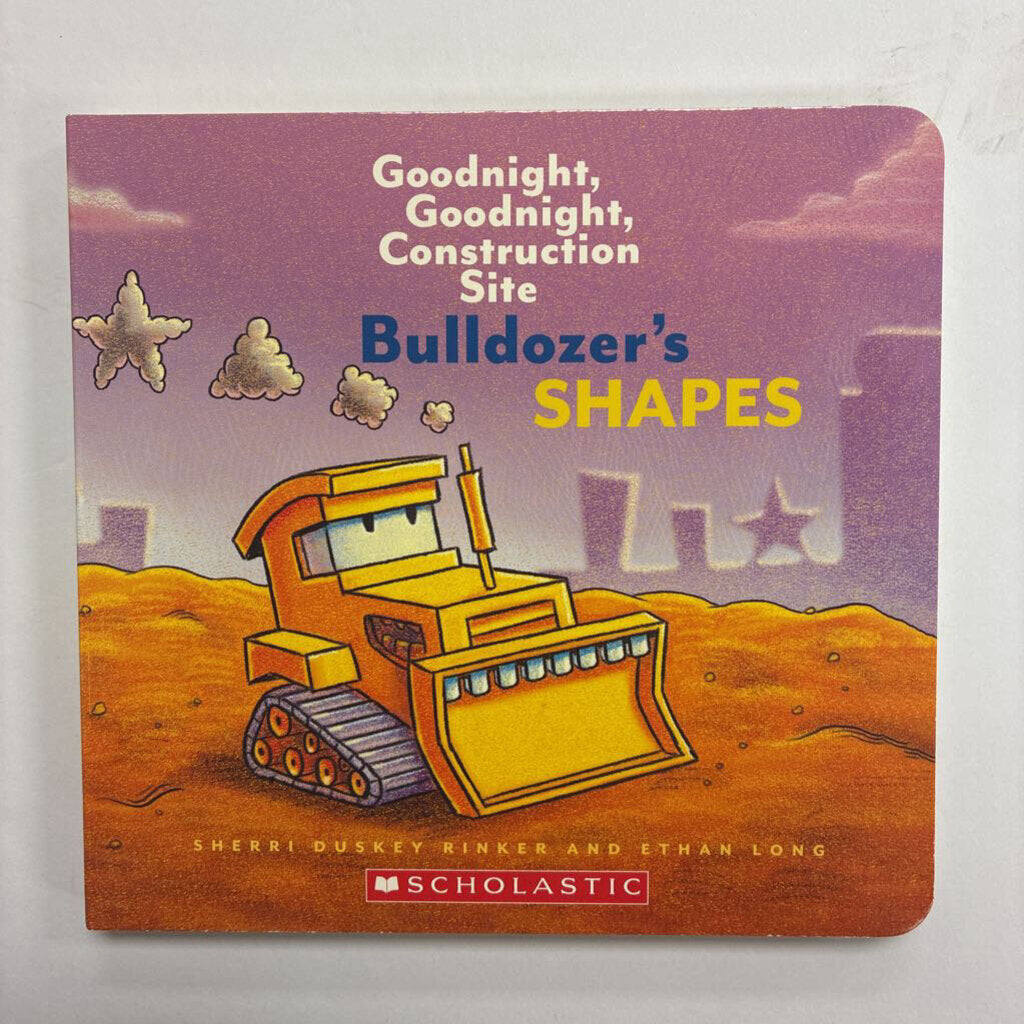 Goodnight,
Goodnight,
Construction
Site
Bulldozer's
SHAPES
SHERRI DUSKEY RINKER AND ETHAN LONG
SCHOLASTIC